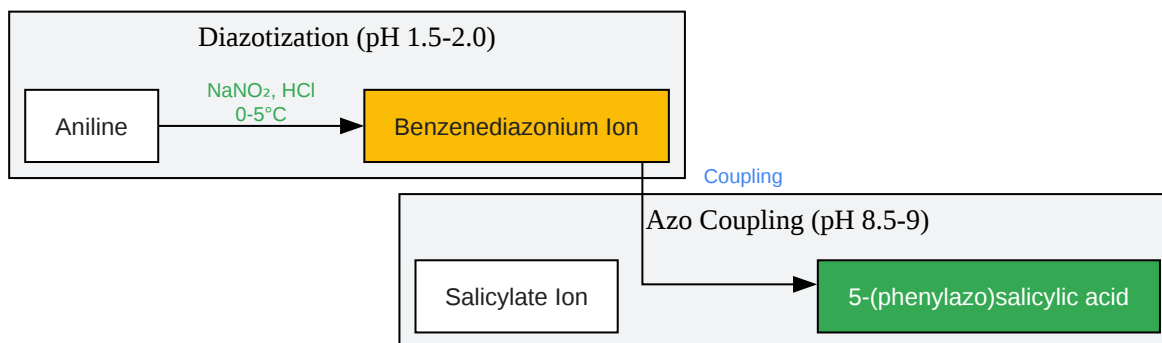 Diazotization (pH 1.5-2.0)
NaNO₂, HCl
0-5°C
Aniline
Benzenediazonium Ion
Coupling
Azo Coupling (pH 8.5-9)
Salicylate Ion
5-(phenylazo)salicylic acid